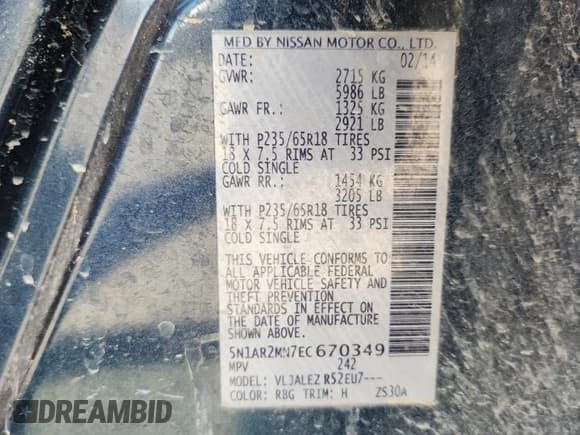 MFD BY NISSAN MOTOR CO., LTD.
DATE: 02/14
GVWR: 2715 KG
5986 LB
GAWR FR.: 1325 KG
2921 LB
WITH P235/65R18 TIRES
18 X 7.5 RIMS AT 33 PSI
COLD SINGLE
GAWR RR.: 1454 KG
3205 LB
WITH P235/65R18 TIRES
18 X 7.5 RIMS AT 33 PSI
COLD SINGLE
THIS VEHICLE CONFORMS TO
ALL APPLICABLE FEDERAL
MOTOR VEHICLE SAFETY AND
THEFT PREVENTION
STANDARDS IN EFFECT ON
THE DATE OF MANUFACTURE
SHOWN ABOVE.
5N1AR2MN7EC670349
MPV 242
MODEL: VLJALEZ R52EU7---
COLOR: RBG TRIM: H ZS30A
DEALER CAR SEARCH